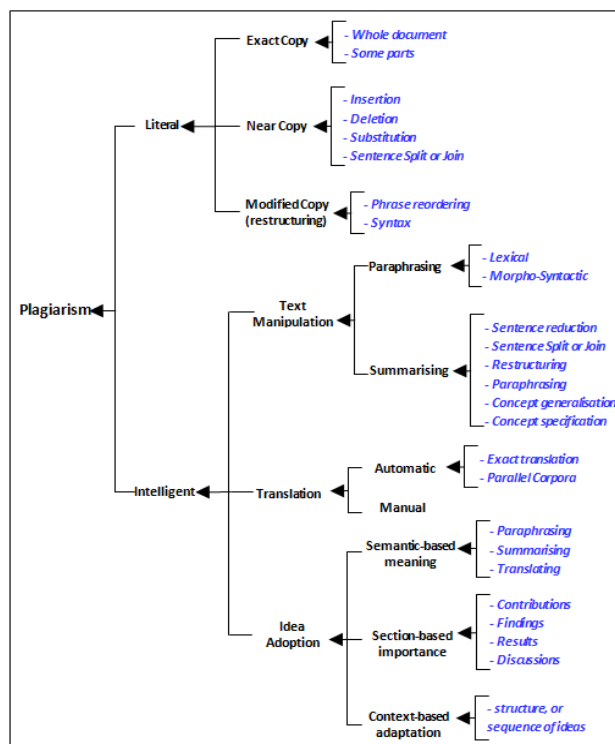 Exact Copy
- Whole document
- Some parts
Literal
Near Copy
- Insertion
- Deletion
- Substitution
- Sentence Split or Join
Modified Copy
(restructuring)
- Phrase reordering
- Syntax
Plagiarism
Text
Manipulation
Paraphrasing
- Lexical
- Morpho-Syntactic
Summarising
- Sentence reduction
- Sentence Split or Join
- Restructuring
- Paraphrasing
- Concept generalisation
- Concept specification
Intelligent
Translation
Automatic
- Exact translation
- Parallel Corpora
Manual
Idea
Adoption
Semantic-based
meaning
- Paraphrasing
- Summarising
- Translating
Section-based
importance
- Contributions
- Findings
- Results
- Discussions
Context-based
adaptation
- structure, or
sequence of ideas